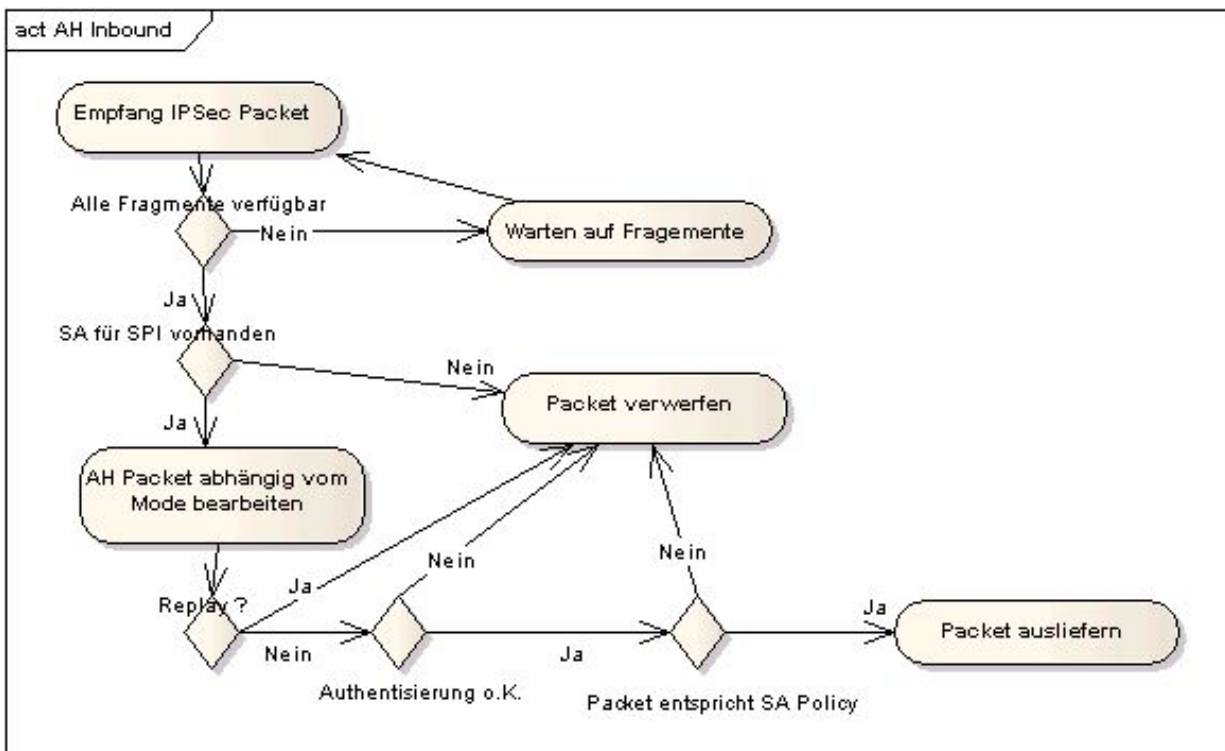 act AH Inbound
Empfang IPSec Packet
Alle Fragmente verfügbar
Nein
Warten auf Fragemente
Ja
SA für SPI vorhanden
Nein
Packet verwerfen
Ja
AH Packet abhängig vom
Mode bearbeiten
Replay ?
Ja
Nein
Nein
Nein
Authentisierung o.K.
Ja
Packet entspricht SA Policy
Ja
Packet ausliefern